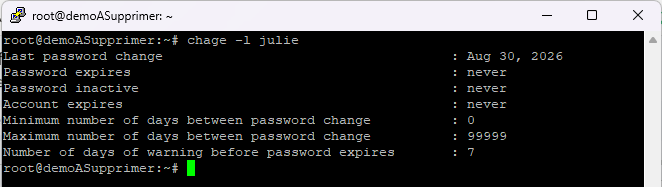 root@demoASupprimer: ~
root@demoASupprimer:~# chage -l julie
Last password change : Aug 30, 2026
Password expires : never
Password inactive : never
Account expires : never
Minimum number of days between password change : 0
Maximum number of days between password change : 99999
Number of days of warning before password expires : 7
root@demoASupprimer:~#